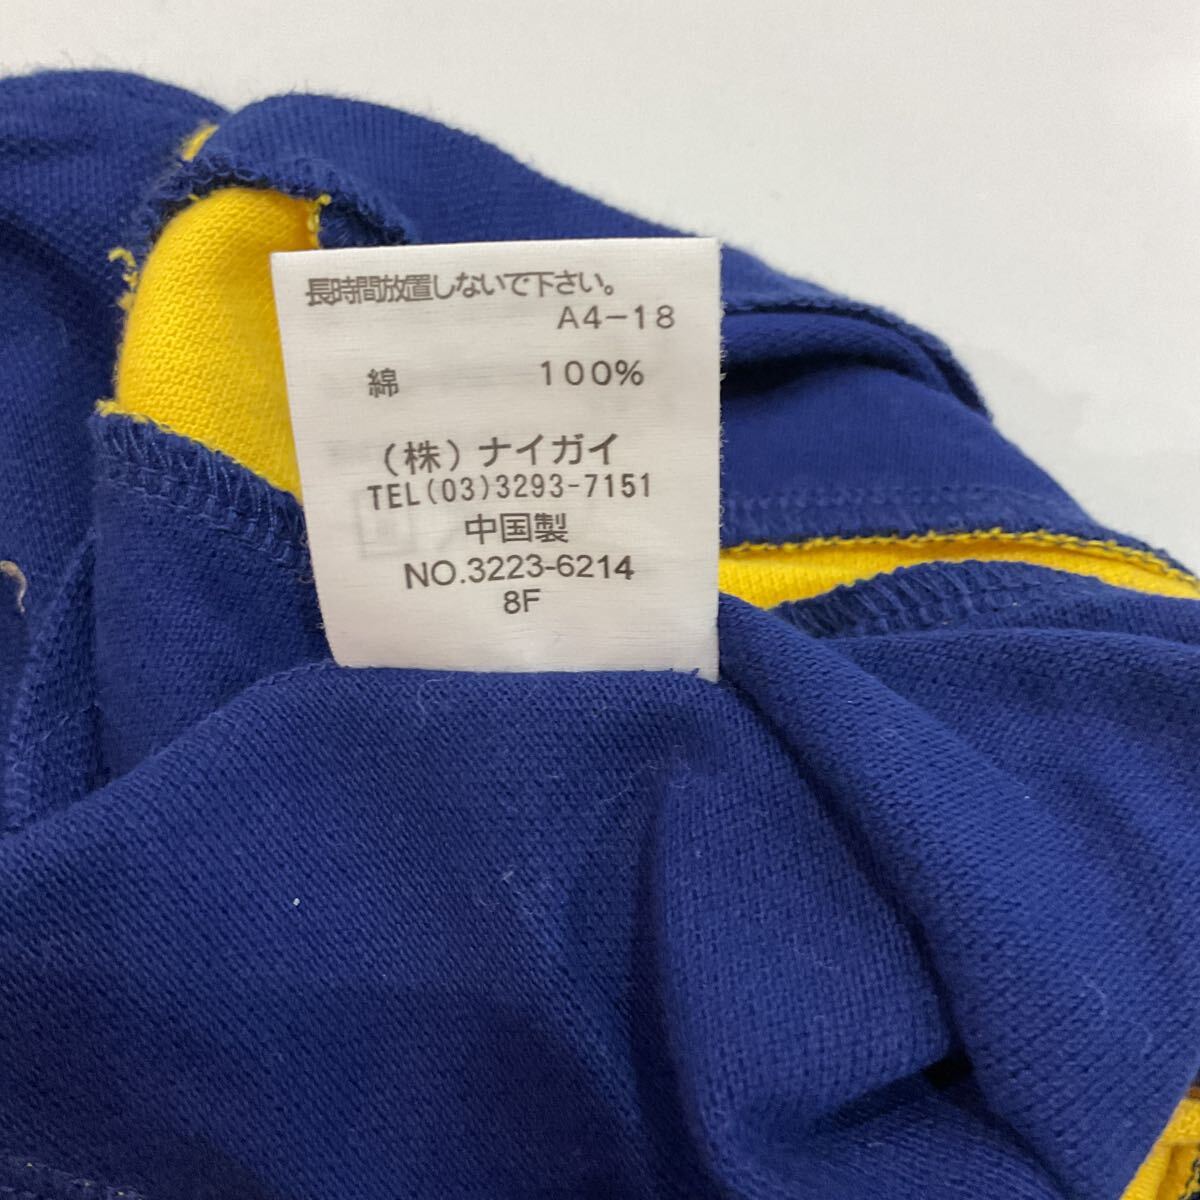 長時間放置しないで下さい。
A4-18
綿 100%
(株)ナイガイ
TEL(03)3293-7151
中国製
NO.3223-6214
8F